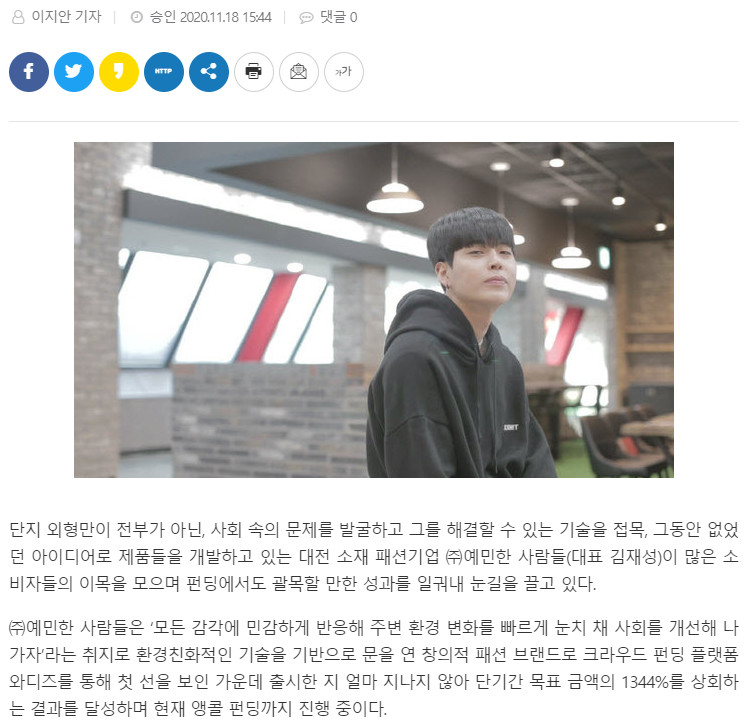 이지안 기자 승인 2020.11.18 15:44 댓글 0
HTTP
가가
단지 외형만이 전부가 아닌, 사회 속의 문제를 발굴하고 그를 해결할 수 있는 기술을 접목, 그동안 없었
던 아이디어로 제품들을 개발하고 있는 대전 소재 패션기업 ㈜예민한 사람들(대표 김재성)이 많은 소
비자들의 이목을 모으며 펀딩에서도 괄목할 만한 성과를 일궈내 눈길을 끌고 있다.
㈜예민한 사람들은 ‘모든 감각에 민감하게 반응해 주변 환경 변화를 빠르게 눈치 채 사회를 개선해 나
가자’라는 취지로 환경친화적인 기술을 기반으로 문을 연 창의적 패션 브랜드로 크라우드 펀딩 플랫폼
와디즈를 통해 첫 선을 보인 가운데 출시한 지 얼마 지나지 않아 단기간 목표 금액의 1344%를 상회하
는 결과를 달성하며 현재 앵콜 펀딩까지 진행 중이다.